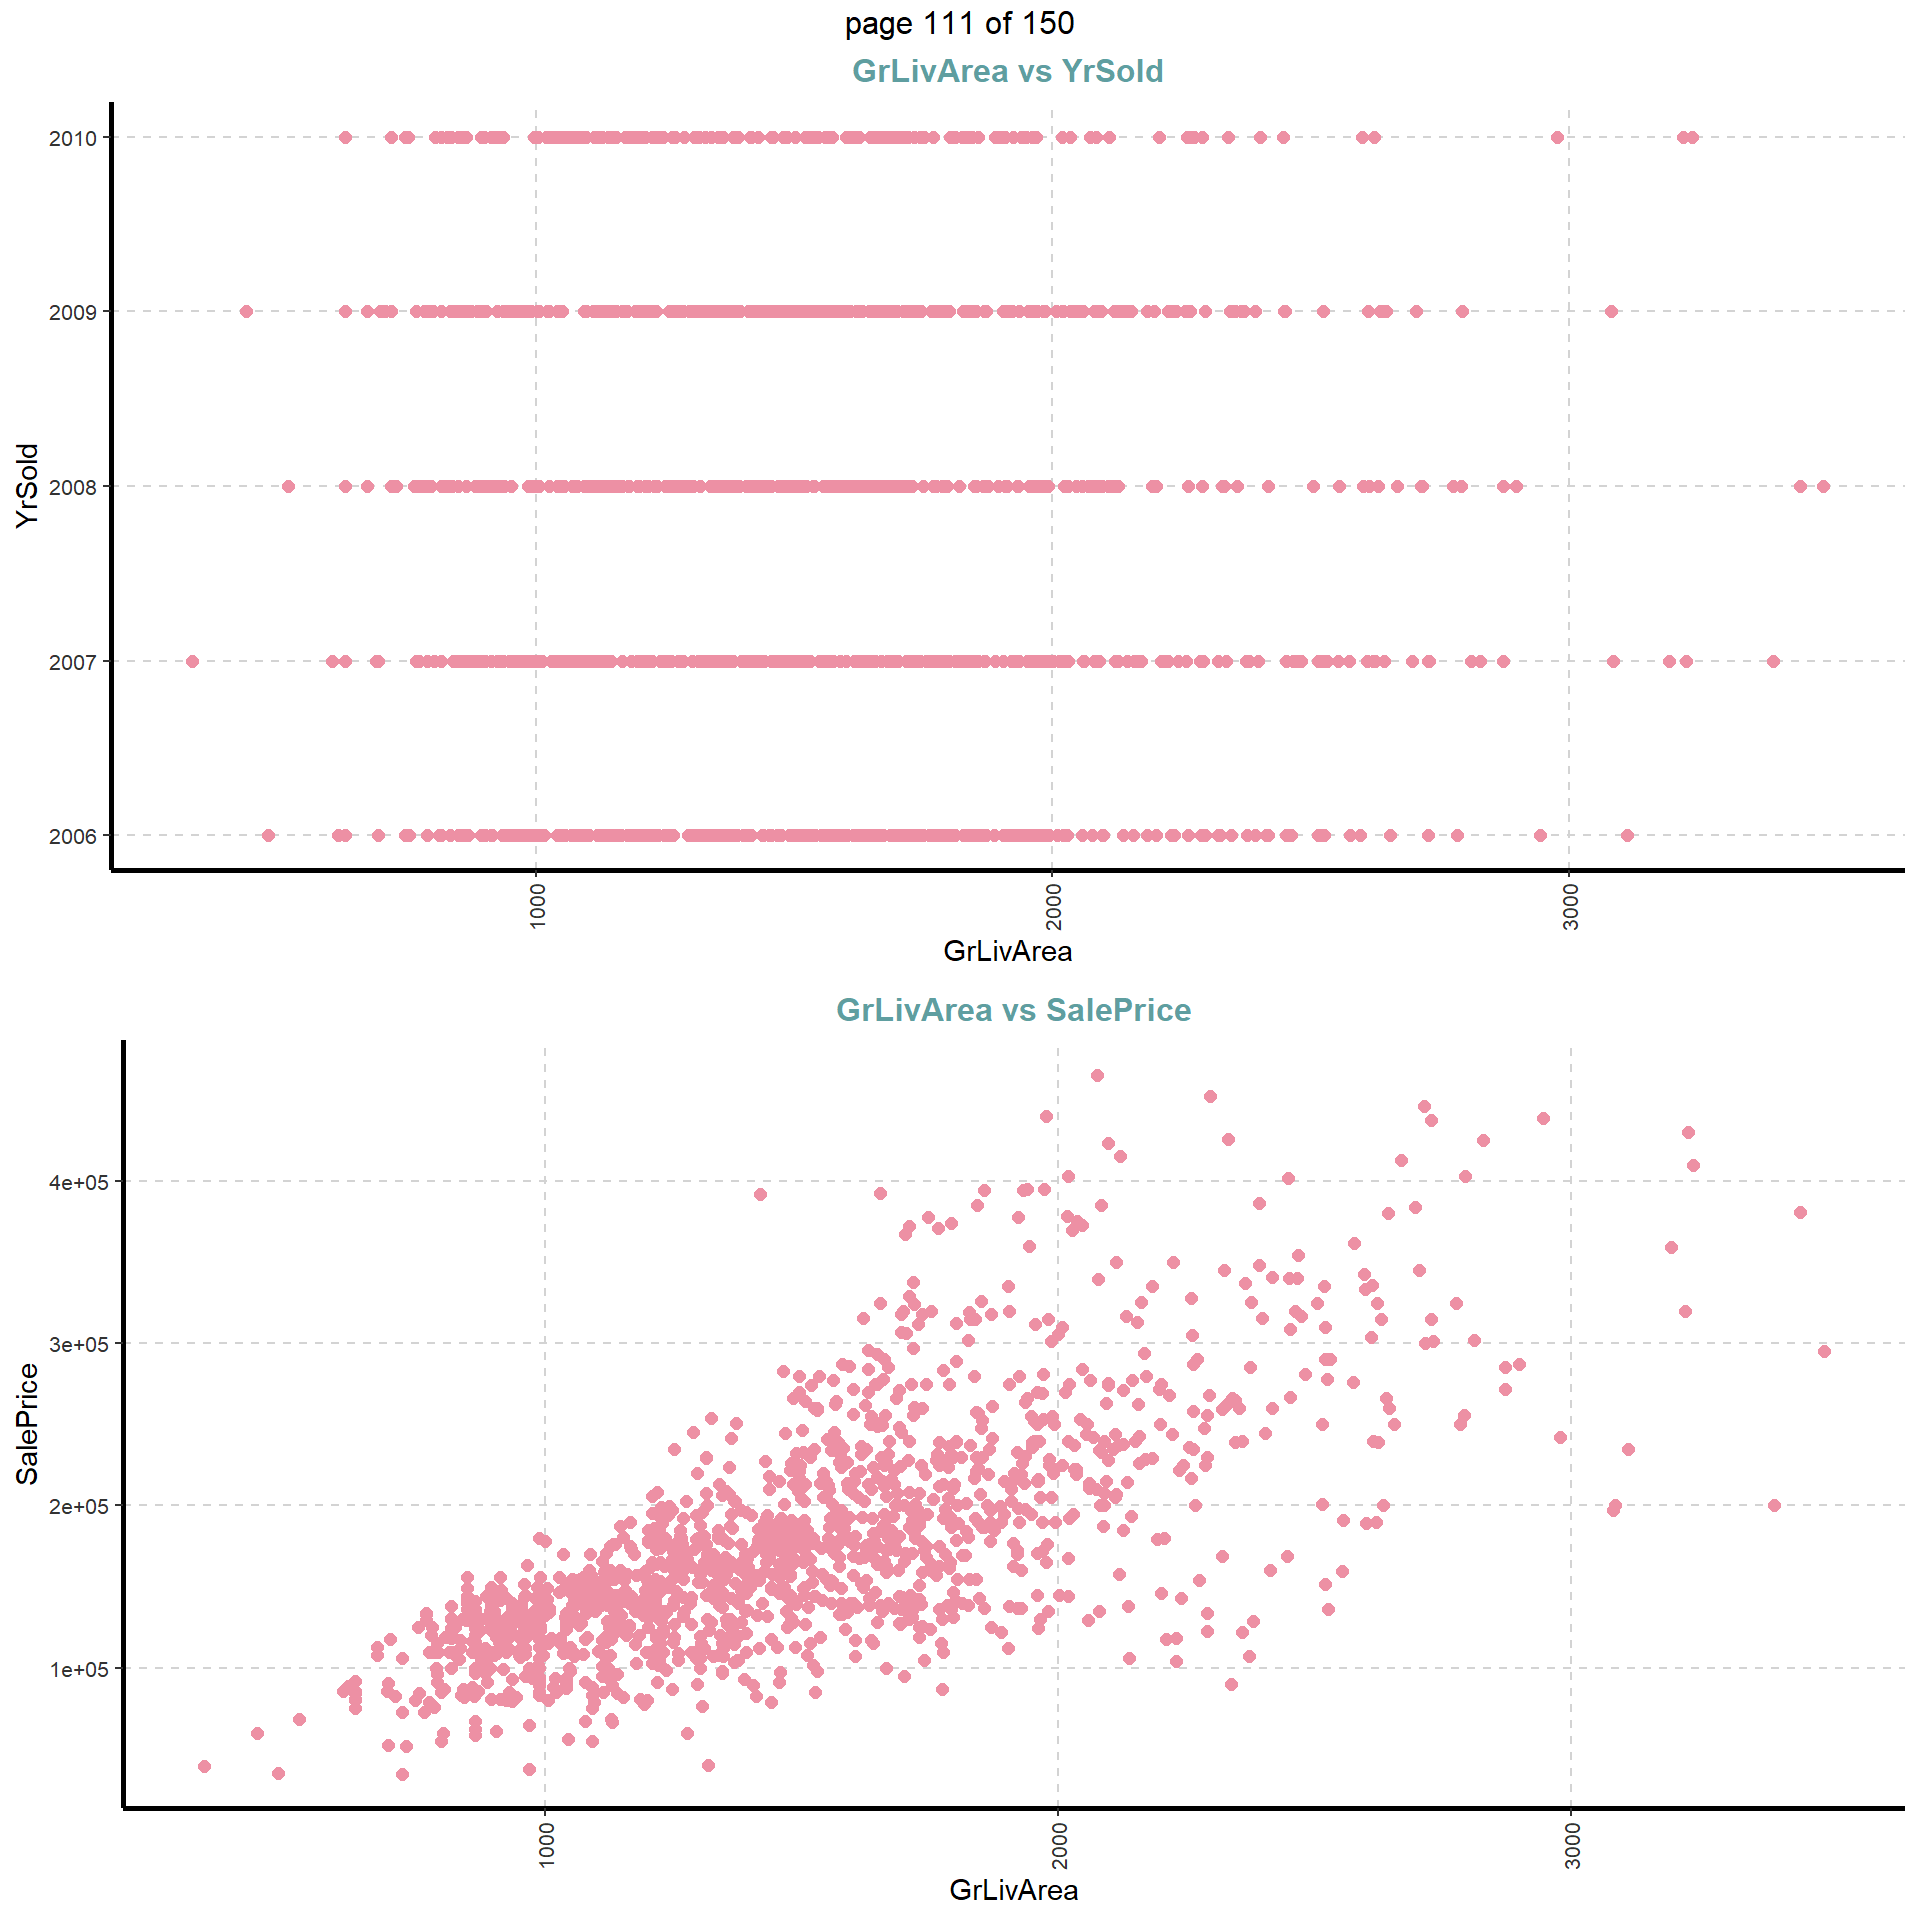 page 111 of 150
GrLivArea vs YrSold
2010
2009
2008
2007
2006
YrSold
1000
2000
3000
GrLivArea
GrLivArea vs SalePrice
4e+05
3e+05
2e+05
1e+05
SalePrice
1000
2000
3000
GrLivArea